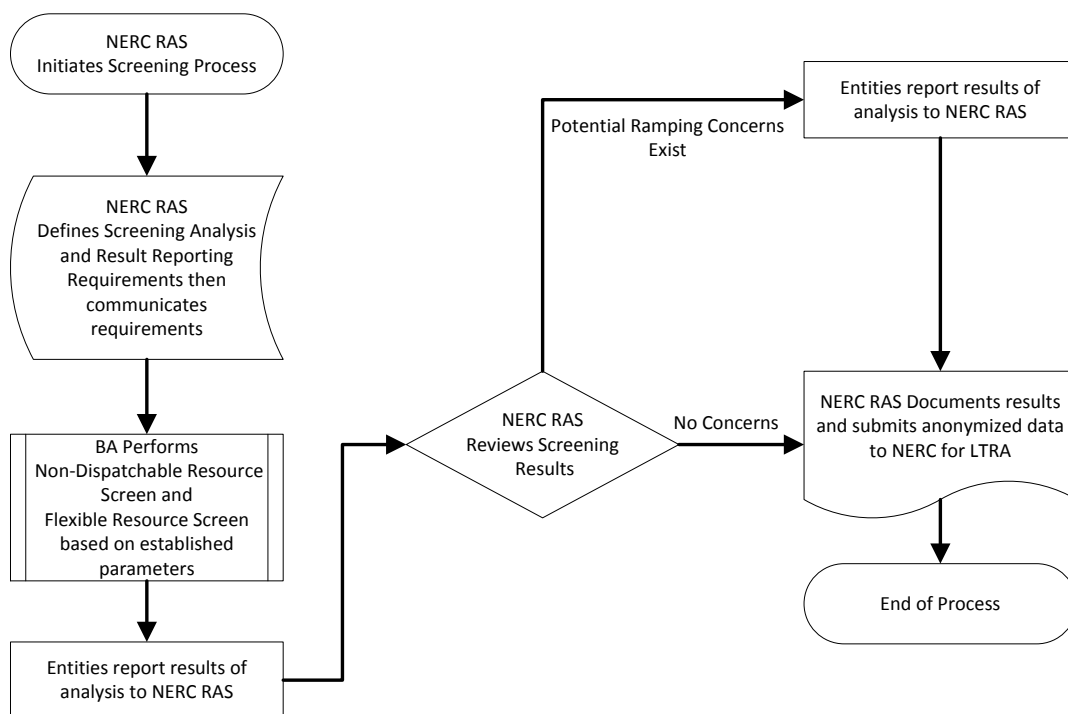 NERC RAS
Initiates Screening Process
NERC RAS
Defines Screening Analysis
and Result Reporting
Requirements then
communicates
requirements
BA Performs
Non-Dispatchable Resource
Screen and
Flexible Resource Screen
based on established
parameters
Entities report results of
analysis to NERC RAS
NERC RAS
Reviews Screening
Results
Potential Ramping Concerns
Exist
No Concerns
Entities report results of
analysis to NERC RAS
NERC RAS Documents results
and submits anonymized data
to NERC for LTRA
End of Process